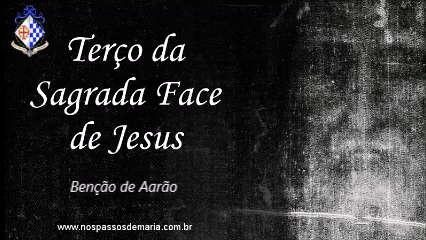 Terço da
Sagrada Face
de Jesus
Benção de Aarão
www.nospassosdemaria.com.br